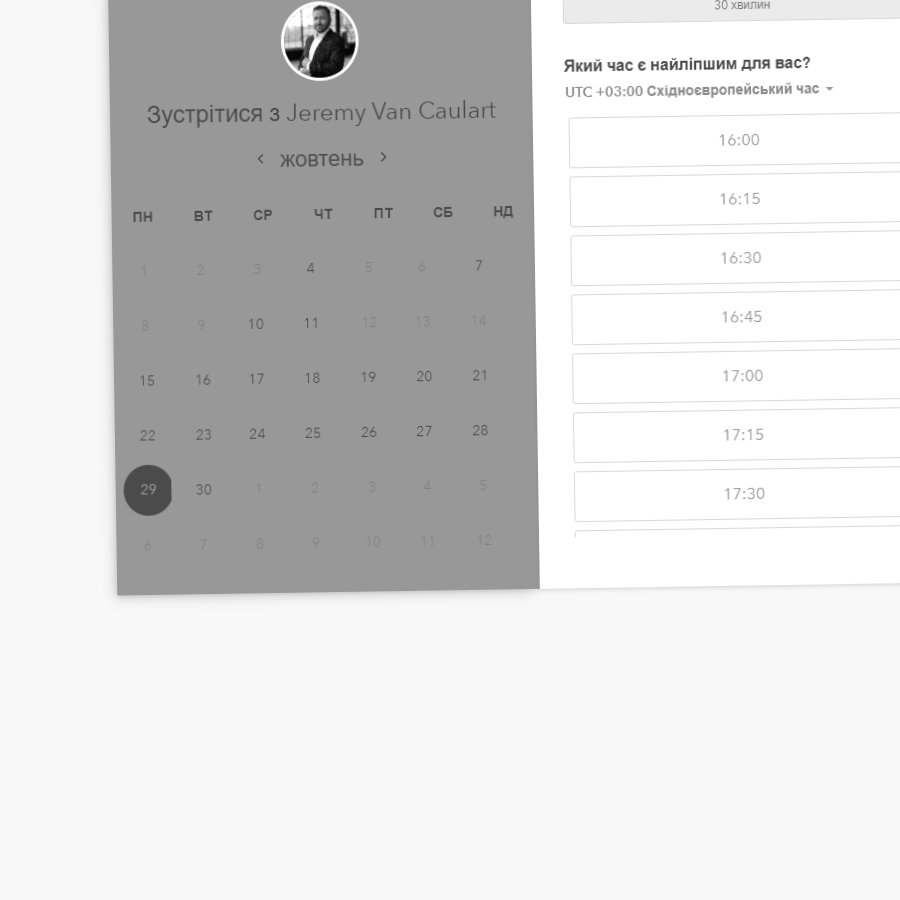 Зустрітися з Jeremy Van Caulart
‹ жовтень ›
ПН ВТ СР ЧТ ПТ СБ НД
1 2 3 4 5 6 7
8 9 10 11 12 13 14
15 16 17 18 19 20 21
22 23 24 25 26 27 28
29 30 1 2 3 4 5
6 7 8 9 10 11 12
30 хвилин
Який час є найліпшим для вас?
UTC +03:00 Східноєвропейський час
16:00
16:15
16:30
16:45
17:00
17:15
17:30